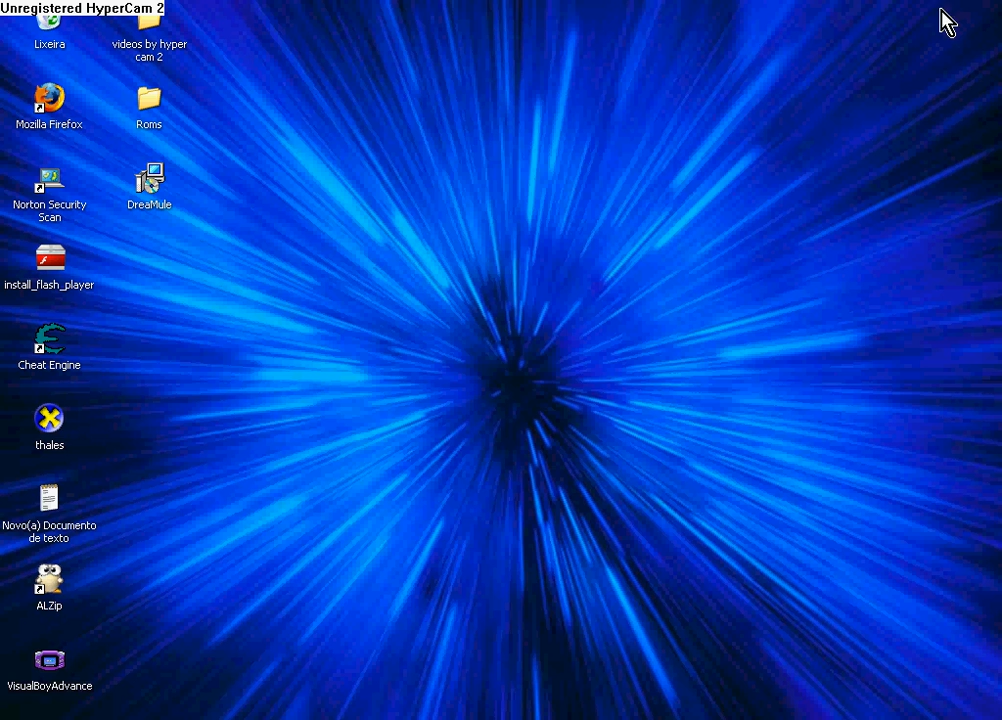 Unregistered HyperCam 2
Lixeira
videos by hyper
cam 2
Mozilla Firefox
Roms
Norton Security
Scan
DreaMule
install_flash_player
Cheat Engine
thales
Novo(a) Documento
de texto
ALZip
VisualBoyAdvance